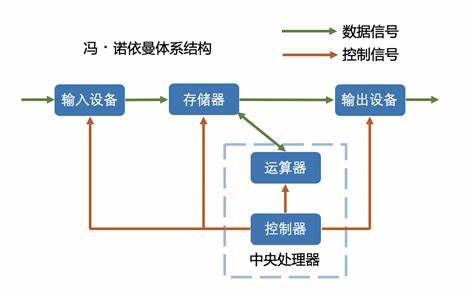 数据信号
冯·诺依曼体系结构
控制信号
输入设备
存储器
输出设备
运算器
控制器
中央处理器